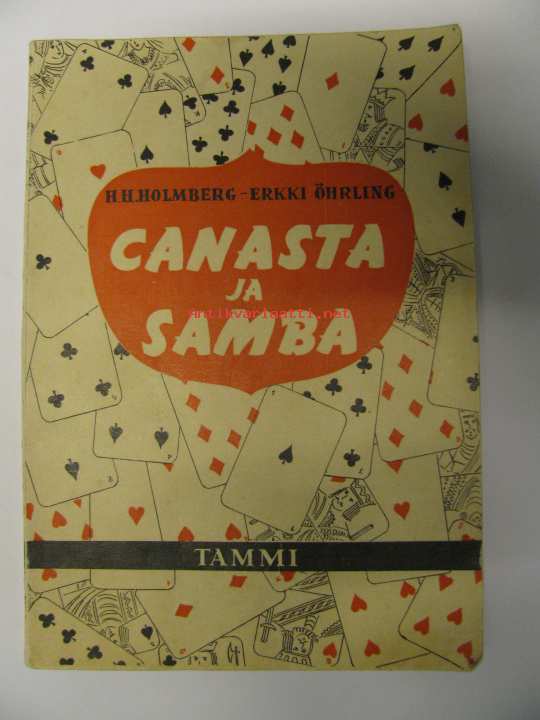 H.H.HOLMBERG - ERKKI ÖHRLING
CANASTA
JA
antikvariaatti.net
SAMBA
TAMMI